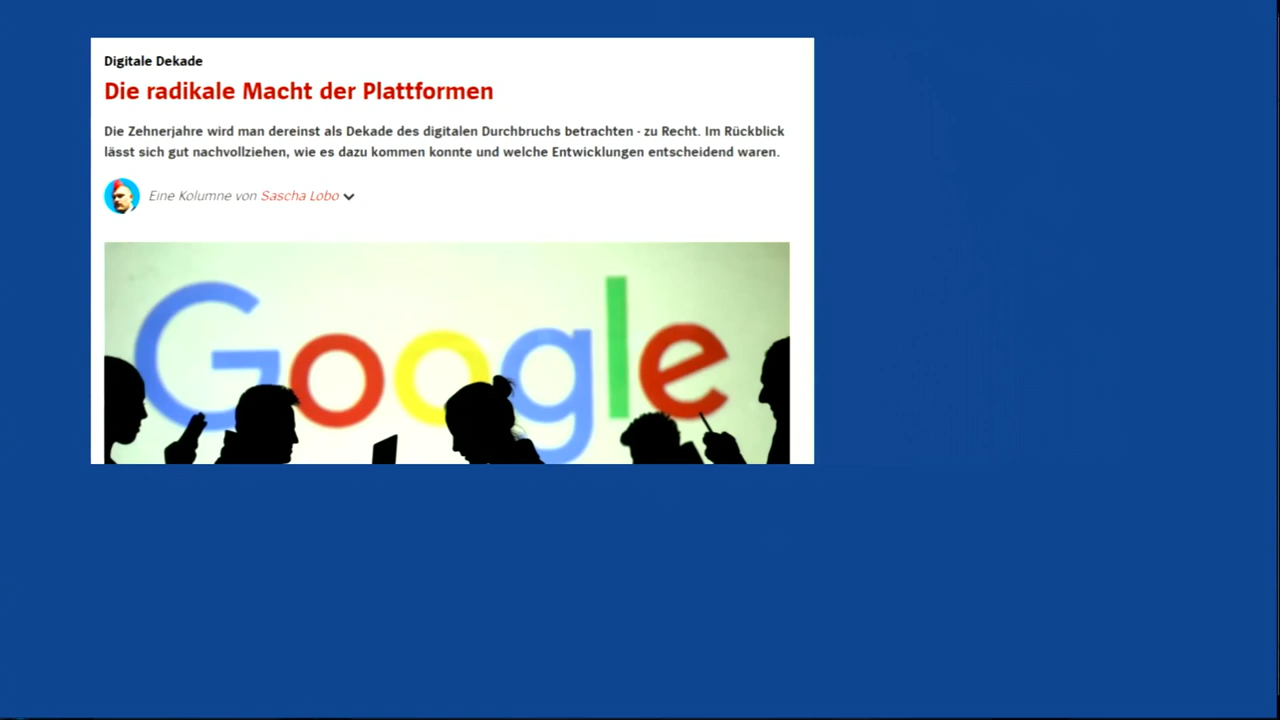 Digitale Dekade
Die radikale Macht der Plattformen
Die Zehnerjahre wird man dereinst als Dekade des digitalen Durchbruchs betrachten - zu Recht. Im Rückblick
lässt sich gut nachvollziehen, wie es dazu kommen konnte und welche Entwicklungen entscheidend waren.
Eine Kolumne von Sascha Lobo
Google